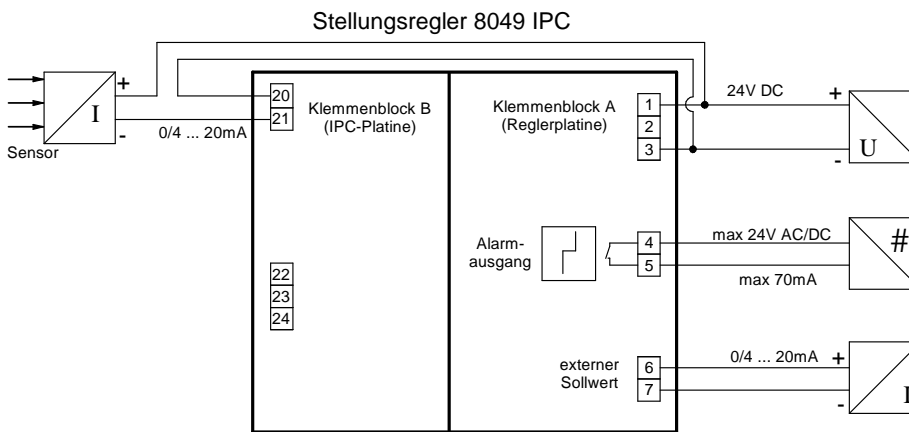 Stellungsregler 8049 IPC
+
I
-
Sensor
0/4 ... 20mA
20
21
Klemmenblock B
(IPC-Platine)
22
23
24
Klemmenblock A
(Reglerplatine)
1
2
3
24V DC
+
U
-
Alarm-
ausgang
4
5
max 24V AC/DC
max 70mA
#
externer
Sollwert
6
7
0/4 ... 20mA
+
-